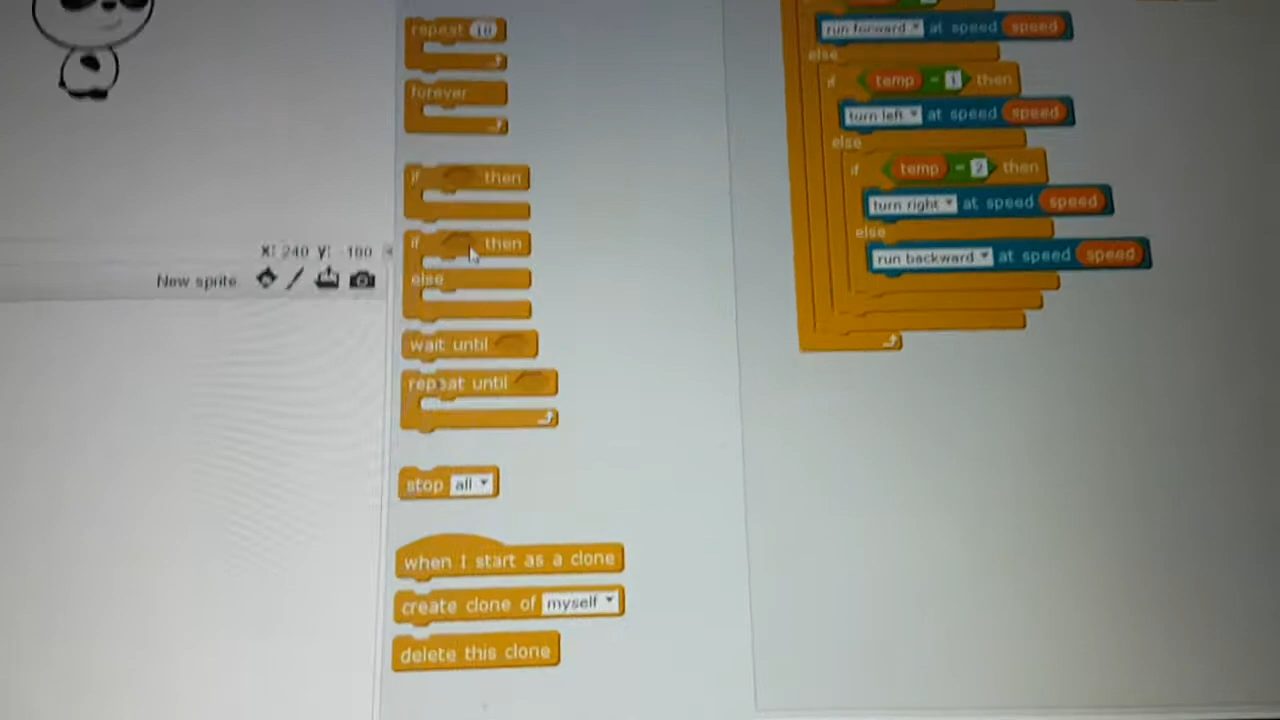 repeat 10
forever
if then
if then
else
wait until
repeat until
stop all
when I start as a clone
create clone of myself
delete this clone
X: 240 y: -180
New sprite
run forward at speed speed
else
if temp = 1 then
turn left at speed speed
else
if temp = 2 then
turn right at speed speed
else
run backward at speed speed